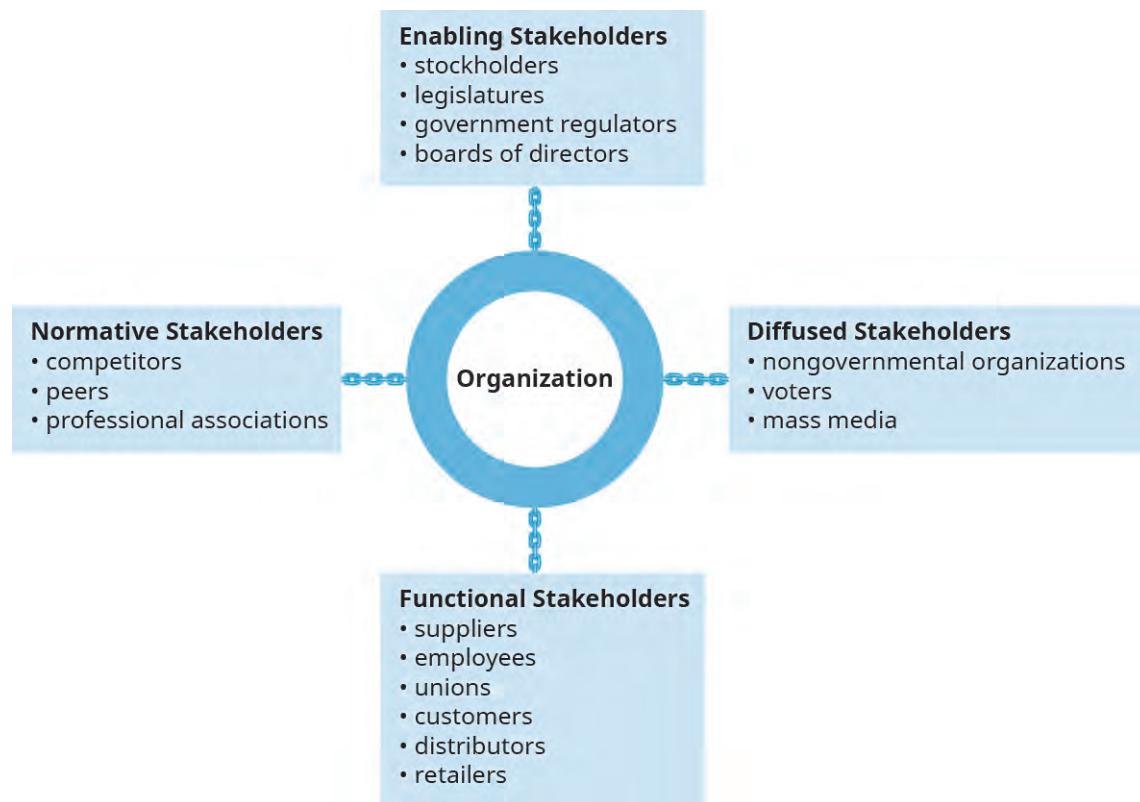 Enabling Stakeholders
• stockholders
• legislatures
• government regulators
• boards of directors
Normative Stakeholders
• competitors
• peers
• professional associations
Organization
Diffused Stakeholders
• nongovernmental organizations
• voters
• mass media
Functional Stakeholders
• suppliers
• employees
• unions
• customers
• distributors
• retailers